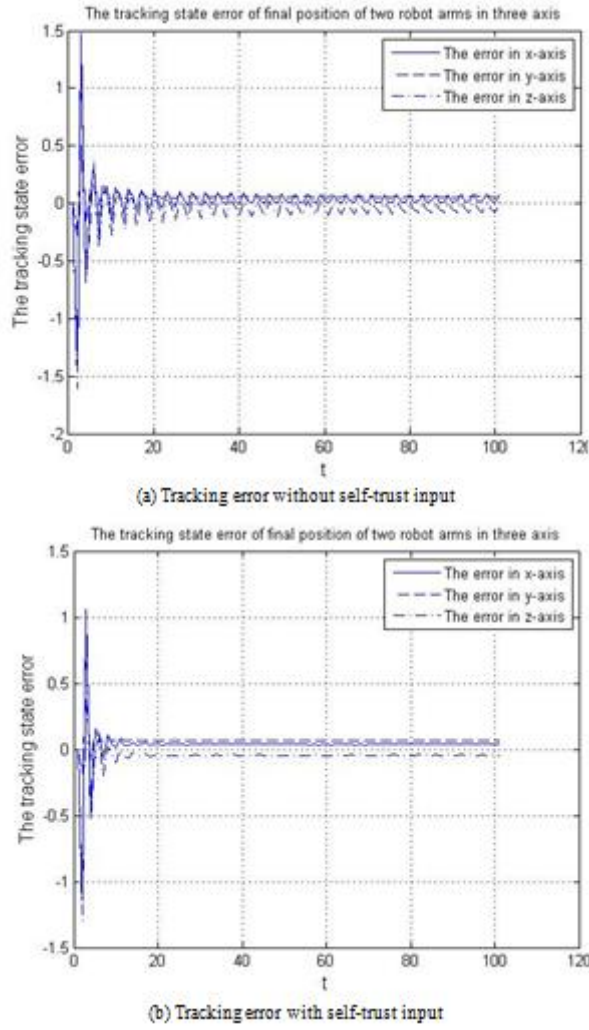 The tracking state error of final position of two robot arms in three axis
1.5
The error in x-axis
The error in y-axis
The error in z-axis
1
0.5
0
-0.5
-1
-1.5
-2
The tracking state error
0 20 40 60 80 100 120
t
(a) Tracking error without self-trust input
The tracking state error of final position of two robot arms in three axis
1.5
The error in x-axis
The error in y-axis
The error in z-axis
1
0.5
0
-0.5
-1
-1.5
The tracking state error
0 20 40 60 80 100 120
t
(b) Tracking error with self-trust input